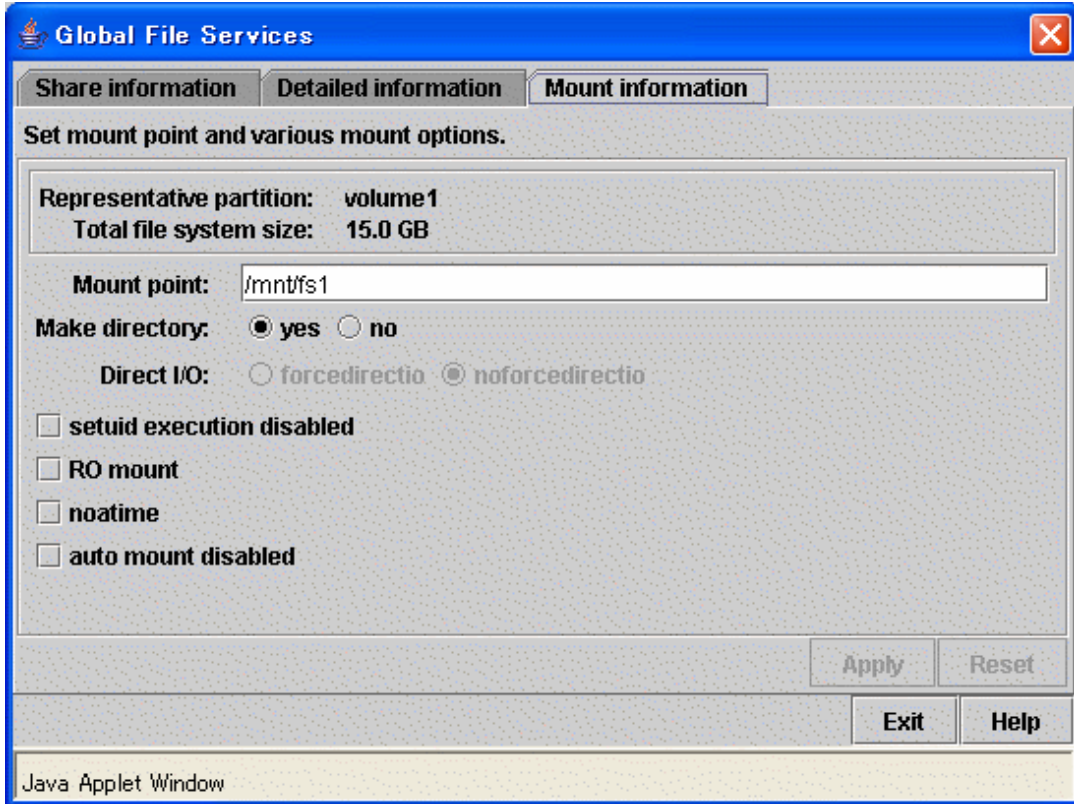 Global File Services
Share information Detailed information Mount information
Set mount point and various mount options.
Representative partition: volume1
Total file system size: 15.0 GB
Mount point: /mnt/fs1
Make directory: yes no
Direct I/O: forcedirectio noforcedirectio
setuid execution disabled
RO mount
noatime
auto mount disabled
Apply Reset
Exit Help
Java Applet Window